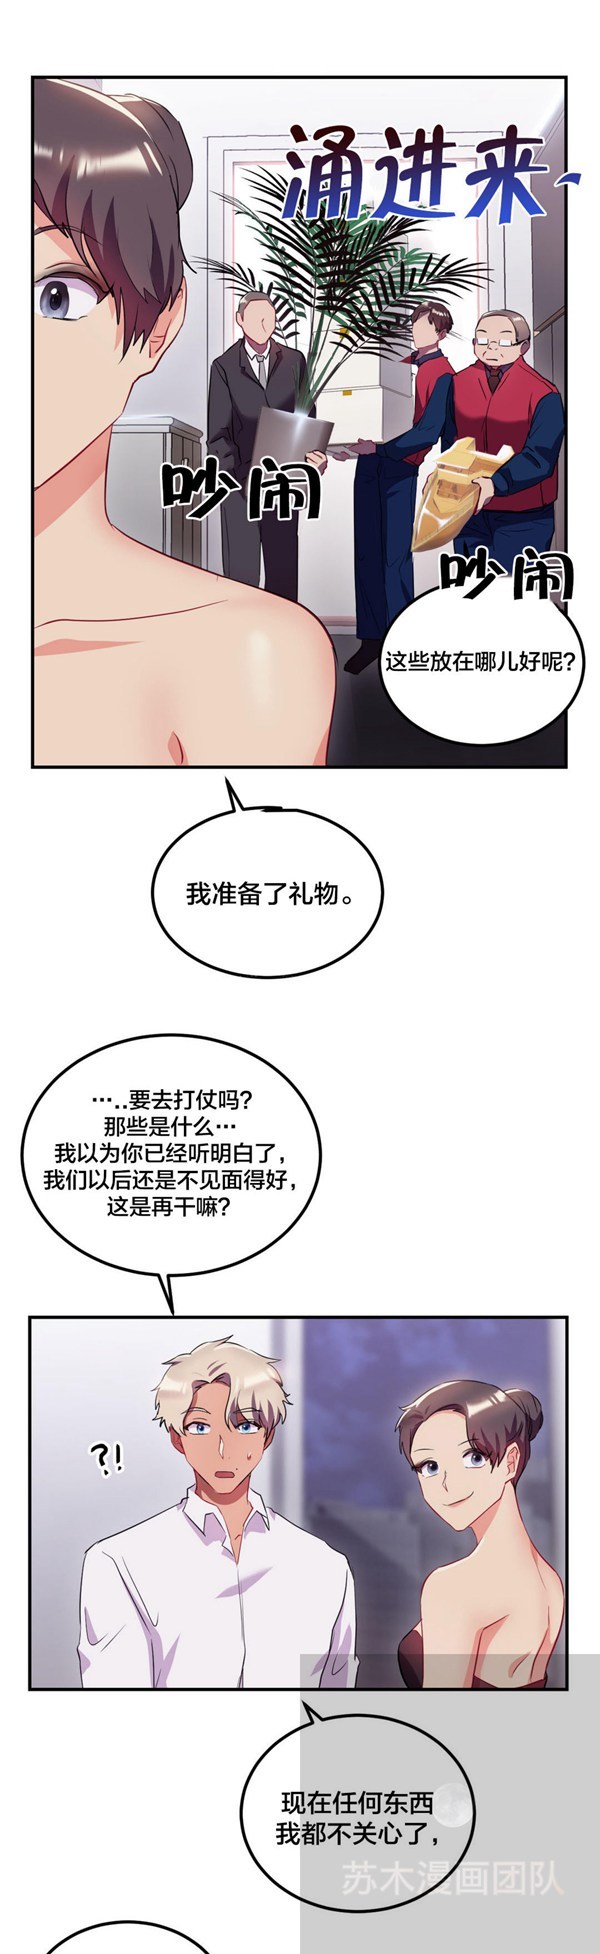 涌进来~
吵闹
吵闹
这些放在哪儿好呢?
我准备了礼物。
…..要去打仗吗?
那些是什么…
我以为你已经听明白了,
我们以后还是不见面得好,
这是再干嘛?
?!
现在任何东西
我都不关心了,
苏木漫画团队